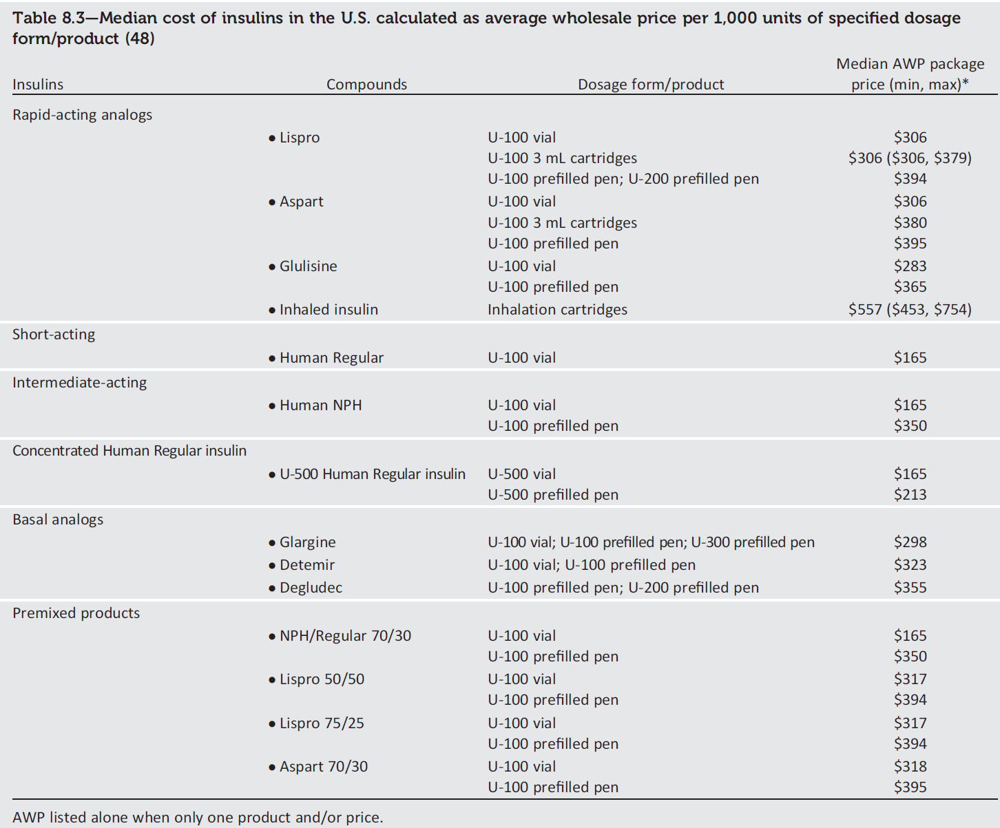 Table 8.3—Median cost of insulins in the U.S. calculated as average wholesale price per 1,000 units of specified dosage
form/product (48)
Median AWP package
Insulins Compounds Dosage form/product price (min, max)*
Rapid-acting analogs
● Lispro U-100 vial $306
U-100 3 mL cartridges $306 ($306, $379)
U-100 prefilled pen; U-200 prefilled pen $394
● Aspart U-100 vial $306
U-100 3 mL cartridges $380
U-100 prefilled pen $395
● Glulisine U-100 vial $283
U-100 prefilled pen $365
● Inhaled insulin Inhalation cartridges $557 ($453, $754)
Short-acting
● Human Regular U-100 vial $165
Intermediate-acting
● Human NPH U-100 vial $165
U-100 prefilled pen $350
Concentrated Human Regular insulin
● U-500 Human Regular insulin U-500 vial $165
U-500 prefilled pen $213
Basal analogs
● Glargine U-100 vial; U-100 prefilled pen; U-300 prefilled pen $298
● Detemir U-100 vial; U-100 prefilled pen $323
● Degludec U-100 prefilled pen; U-200 prefilled pen $355
Premixed products
● NPH/Regular 70/30 U-100 vial $165
U-100 prefilled pen $350
● Lispro 50/50 U-100 vial $317
U-100 prefilled pen $394
● Lispro 75/25 U-100 vial $317
U-100 prefilled pen $394
● Aspart 70/30 U-100 vial $318
U-100 prefilled pen $395
AWP listed alone when only one product and/or price.